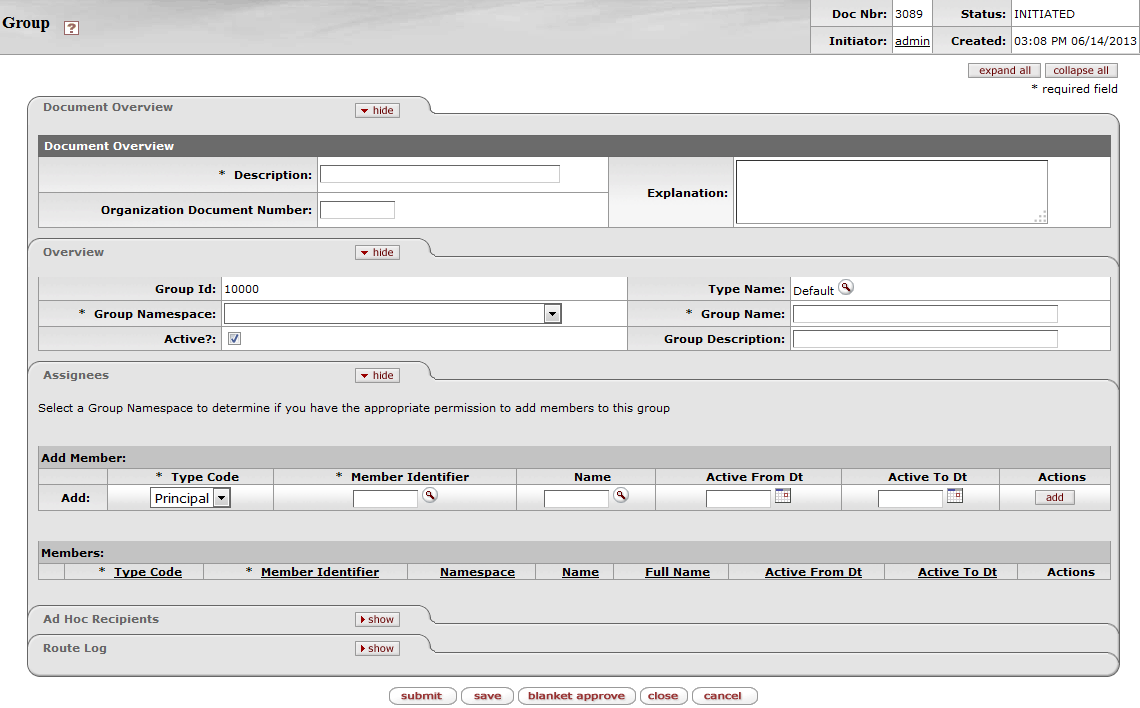 Group ?
Doc Nbr: 3089 Status: INITIATED
Initiator: admin Created: 03:08 PM 06/14/2013
expand all collapse all
* required field
Document Overview hide
Document Overview
* Description:
Explanation:
Organization Document Number:
Overview hide
Group Id: 10000 Type Name: Default
* Group Namespace: * Group Name:
Active?: Group Description:
Assignees hide
Select a Group Namespace to determine if you have the appropriate permission to add members to this group
Add Member:
* Type Code * Member Identifier Name Active From Dt Active To Dt Actions
Add: Principal add
Members:
* Type Code * Member Identifier Namespace Name Full Name Active From Dt Active To Dt Actions
Ad Hoc Recipients show
Route Log show
submit save blanket approve close cancel